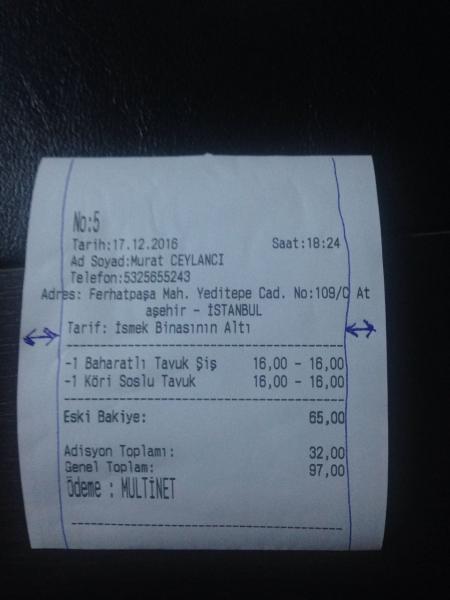 No:5
Tarih:17.12.2016 Saat:18:24
Ad Soyad:Murat CEYLANCI
Telefon:5325655243
Adres: Ferhatpaşa Mah. Yeditepe Cad. No:109/C At
aşehir - İSTANBUL
Tarif: İsmek Binasının Altı
-1 Baharatlı Tavuk Şiş 16,00 - 16,00
-1 Köri Soslu Tavuk 16,00 - 16,00
Eski Bakiye: 65,00
Adisyon Toplamı: 32,00
Genel Toplam: 97,00
Ödeme : MULTİNET